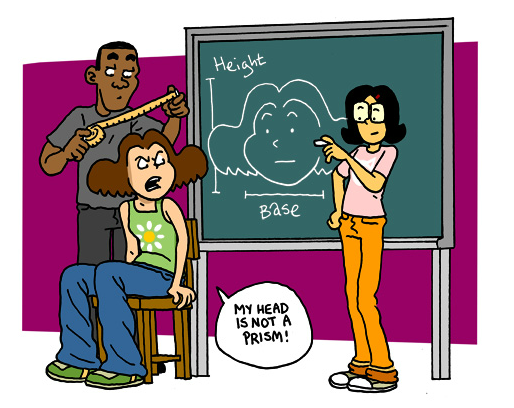 Height
Base
MY HEAD
IS NOT A
PRISM!